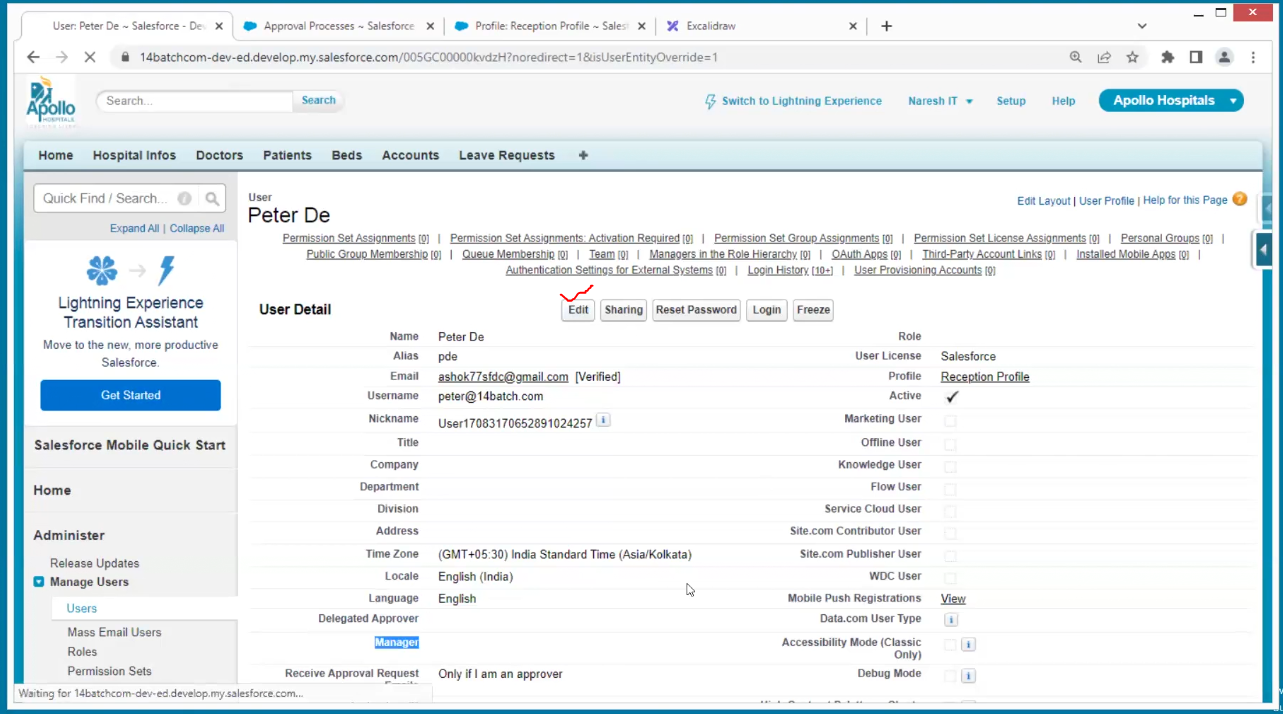 User: Peter De ~ Salesforce - Dev
Approval Processes ~ Salesforce
Profile: Reception Profile ~ Sales
Excalidraw
14batchcom-dev-ed.develop.my.salesforce.com/005GC00000kvdzH?noredirect=1&isUserEntityOverride=1
Apollo
HOSPITALS
Search...
Search
Switch to Lightning Experience
Naresh IT
Setup
Help
Apollo Hospitals
Home
Hospital Infos
Doctors
Patients
Beds
Accounts
Leave Requests
Quick Find / Search...
Expand All | Collapse All
Lightning Experience
Transition Assistant
Move to the new, more productive
Salesforce.
Get Started
Salesforce Mobile Quick Start
Home
Administer
Release Updates
Manage Users
Users
Mass Email Users
Roles
Permission Sets
User
Peter De
Edit Layout | User Profile | Help for this Page
Permission Set Assignments [0] | Permission Set Assignments: Activation Required [0] | Permission Set Group Assignments [0] | Permission Set License Assignments [0] | Personal Groups [0] |
Public Group Membership [0] | Queue Membership [0] | Team [0] | Managers in the Role Hierarchy [0] | OAuth Apps [0] | Third-Party Account Links [0] | Installed Mobile Apps [0] |
Authentication Settings for External Systems [0] | Login History [10+] | User Provisioning Accounts [0]
User Detail
Edit
Sharing
Reset Password
Login
Freeze
Name Peter De
Role
Alias pde
User License Salesforce
Email ashok77sfdc@gmail.com [Verified]
Profile Reception Profile
Username peter@14batch.com
Active
Nickname User17083170652891024257
Marketing User
Title
Offline User
Company
Knowledge User
Department
Flow User
Division
Service Cloud User
Address
Site.com Contributor User
Time Zone (GMT+05:30) India Standard Time (Asia/Kolkata)
Site.com Publisher User
Locale English (India)
WDC User
Language English
Mobile Push Registrations View
Delegated Approver
Data.com User Type
Manager
Accessibility Mode (Classic
Only)
Receive Approval Request
Only if I am an approver
Debug Mode
Waiting for 14batchcom-dev-ed.develop.my.salesforce.com...